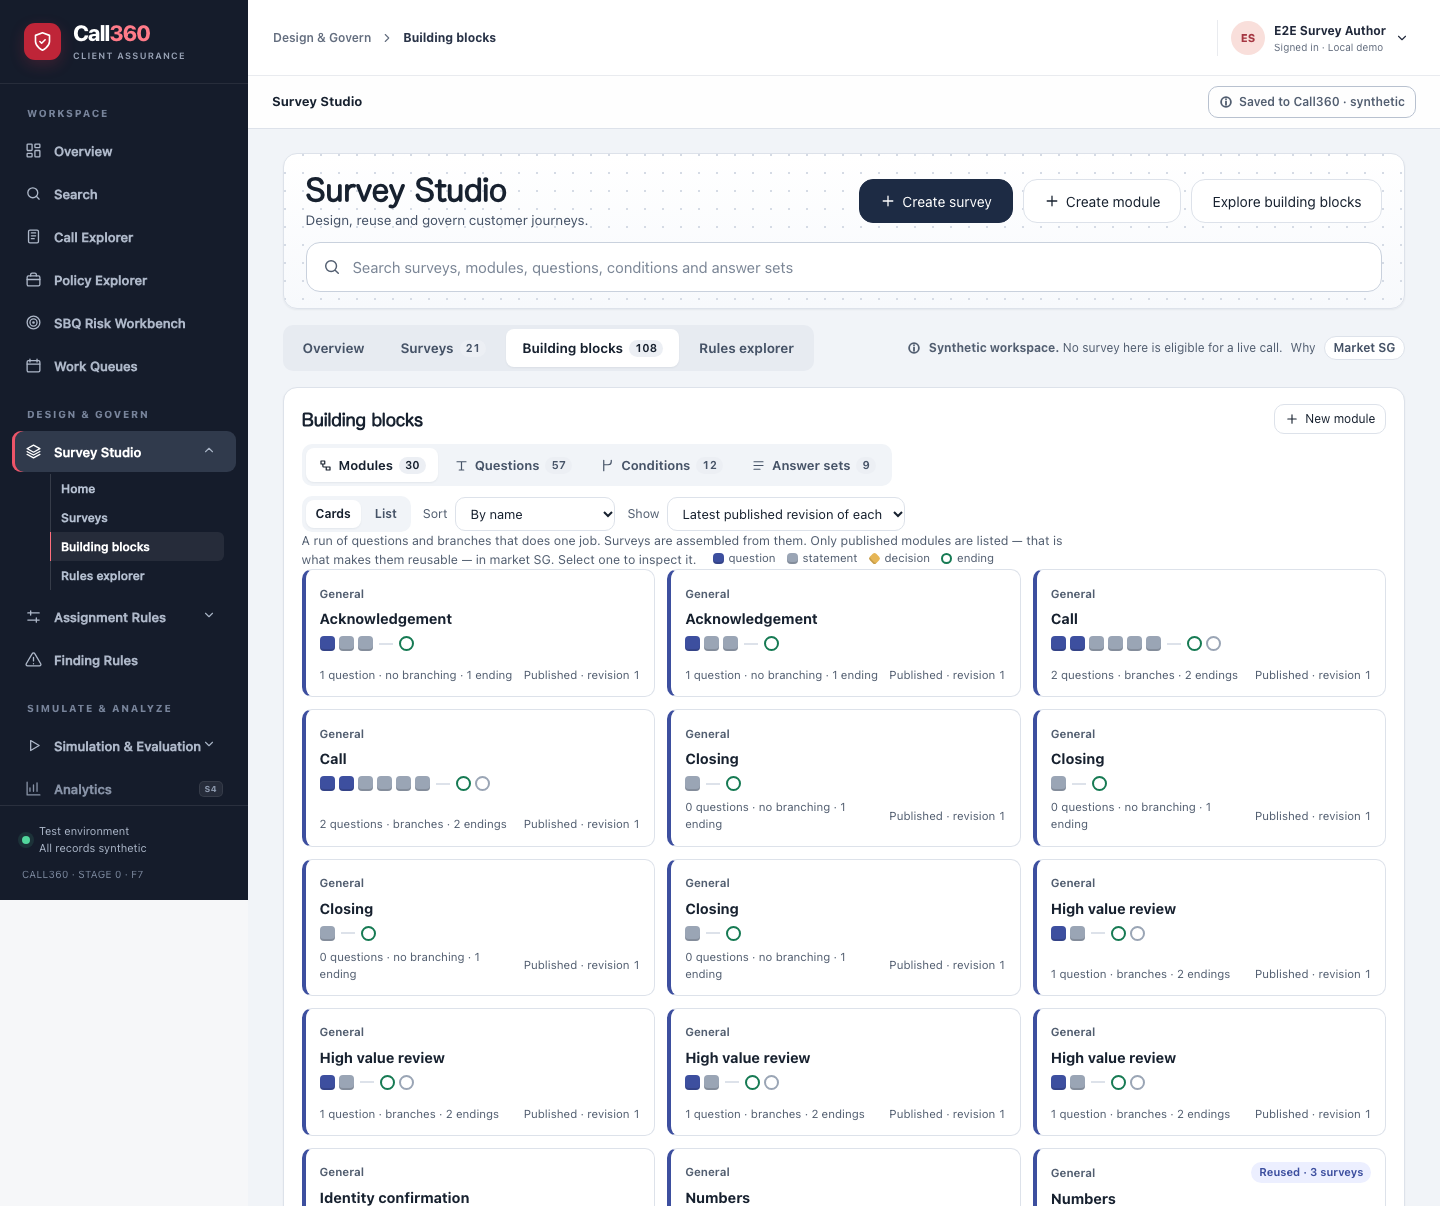 Call360
CLIENT ASSURANCE
WORKSPACE
Overview
Search
Call Explorer
Policy Explorer
SBQ Risk Workbench
Work Queues
DESIGN & GOVERN
Survey Studio
Home
Surveys
Building blocks
Rules explorer
Assignment Rules
Finding Rules
SIMULATE & ANALYZE
Simulation & Evaluation
Analytics S4
Test environment
All records synthetic
CALL360 · STAGE 0 · F7
Design & Govern > Building blocks
ES
E2E Survey Author
Signed in · Local demo
Survey Studio
Saved to Call360 · synthetic
Survey Studio
Design, reuse and govern customer journeys.
+ Create survey
+ Create module
Explore building blocks
Search surveys, modules, questions, conditions and answer sets
Overview
Surveys 21
Building blocks 108
Rules explorer
Synthetic workspace. No survey here is eligible for a live call. Why
Market SG
Building blocks
+ New module
Modules 30
Questions 57
Conditions 12
Answer sets 9
Cards
List
Sort
By name
Show
Latest published revision of each
A run of questions and branches that does one job. Surveys are assembled from them. Only published modules are listed — that is
what makes them reusable — in market SG. Select one to inspect it.
question
statement
decision
ending
General
Acknowledgement
1 question · no branching · 1 ending
Published · revision 1
General
Acknowledgement
1 question · no branching · 1 ending
Published · revision 1
General
Call
2 questions · branches · 2 endings
Published · revision 1
General
Call
2 questions · branches · 2 endings
Published · revision 1
General
Closing
0 questions · no branching · 1
ending
Published · revision 1
General
Closing
0 questions · no branching · 1
ending
Published · revision 1
General
Closing
0 questions · no branching · 1
ending
Published · revision 1
General
Closing
0 questions · no branching · 1
ending
Published · revision 1
General
High value review
1 question · branches · 2 endings
Published · revision 1
General
High value review
1 question · branches · 2 endings
Published · revision 1
General
High value review
1 question · branches · 2 endings
Published · revision 1
General
High value review
1 question · branches · 2 endings
Published · revision 1
General
Identity confirmation
General
Numbers
General
Reused · 3 surveys
Numbers